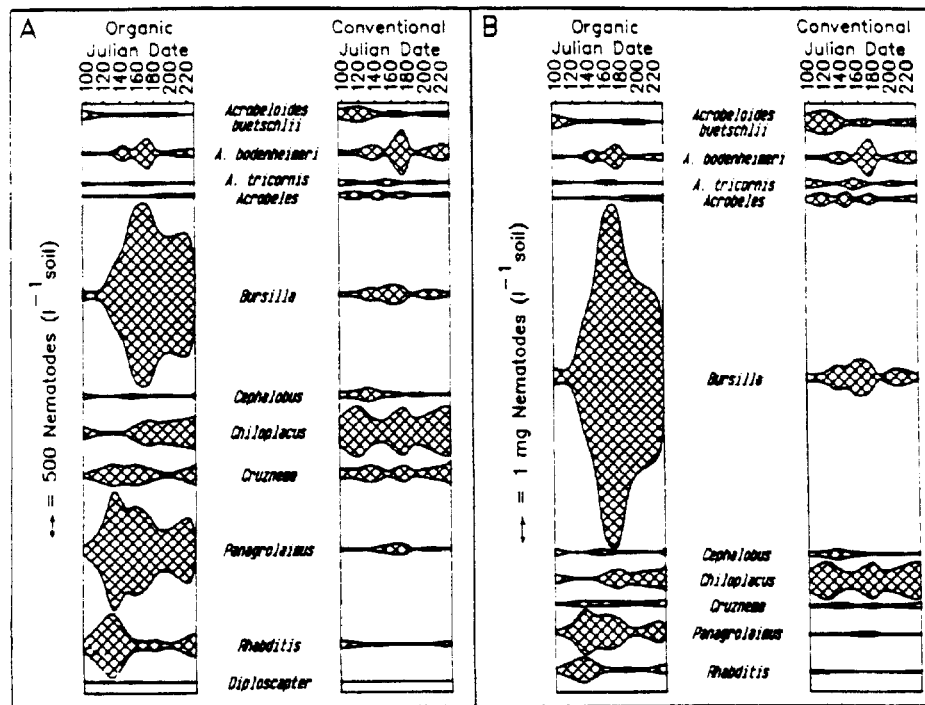 A
Organic
Julian Date
100
120
140
160
180
200
220
Conventional
Julian Date
100
120
140
160
180
200
220
Acrobeloides
buetschlii
A. bodenheimeri
A. tricornis
Acrobeles
Bursilla
Cephalobus
Chiloplacus
Cruznema
Panagrolaimus
Rhabditis
Diploscapter
↔ = 500 Nematodes (l⁻¹ soil)
B
Organic
Julian Date
100
120
140
160
180
200
220
Conventional
Julian Date
100
120
140
160
180
200
220
Acrobeloides
buetschlii
A. bodenheimeri
A. tricornis
Acrobeles
Bursilla
Cephalobus
Chiloplacus
Cruznema
Panagrolaimus
Rhabditis
↔ = 1 mg Nematodes (l⁻¹ soil)